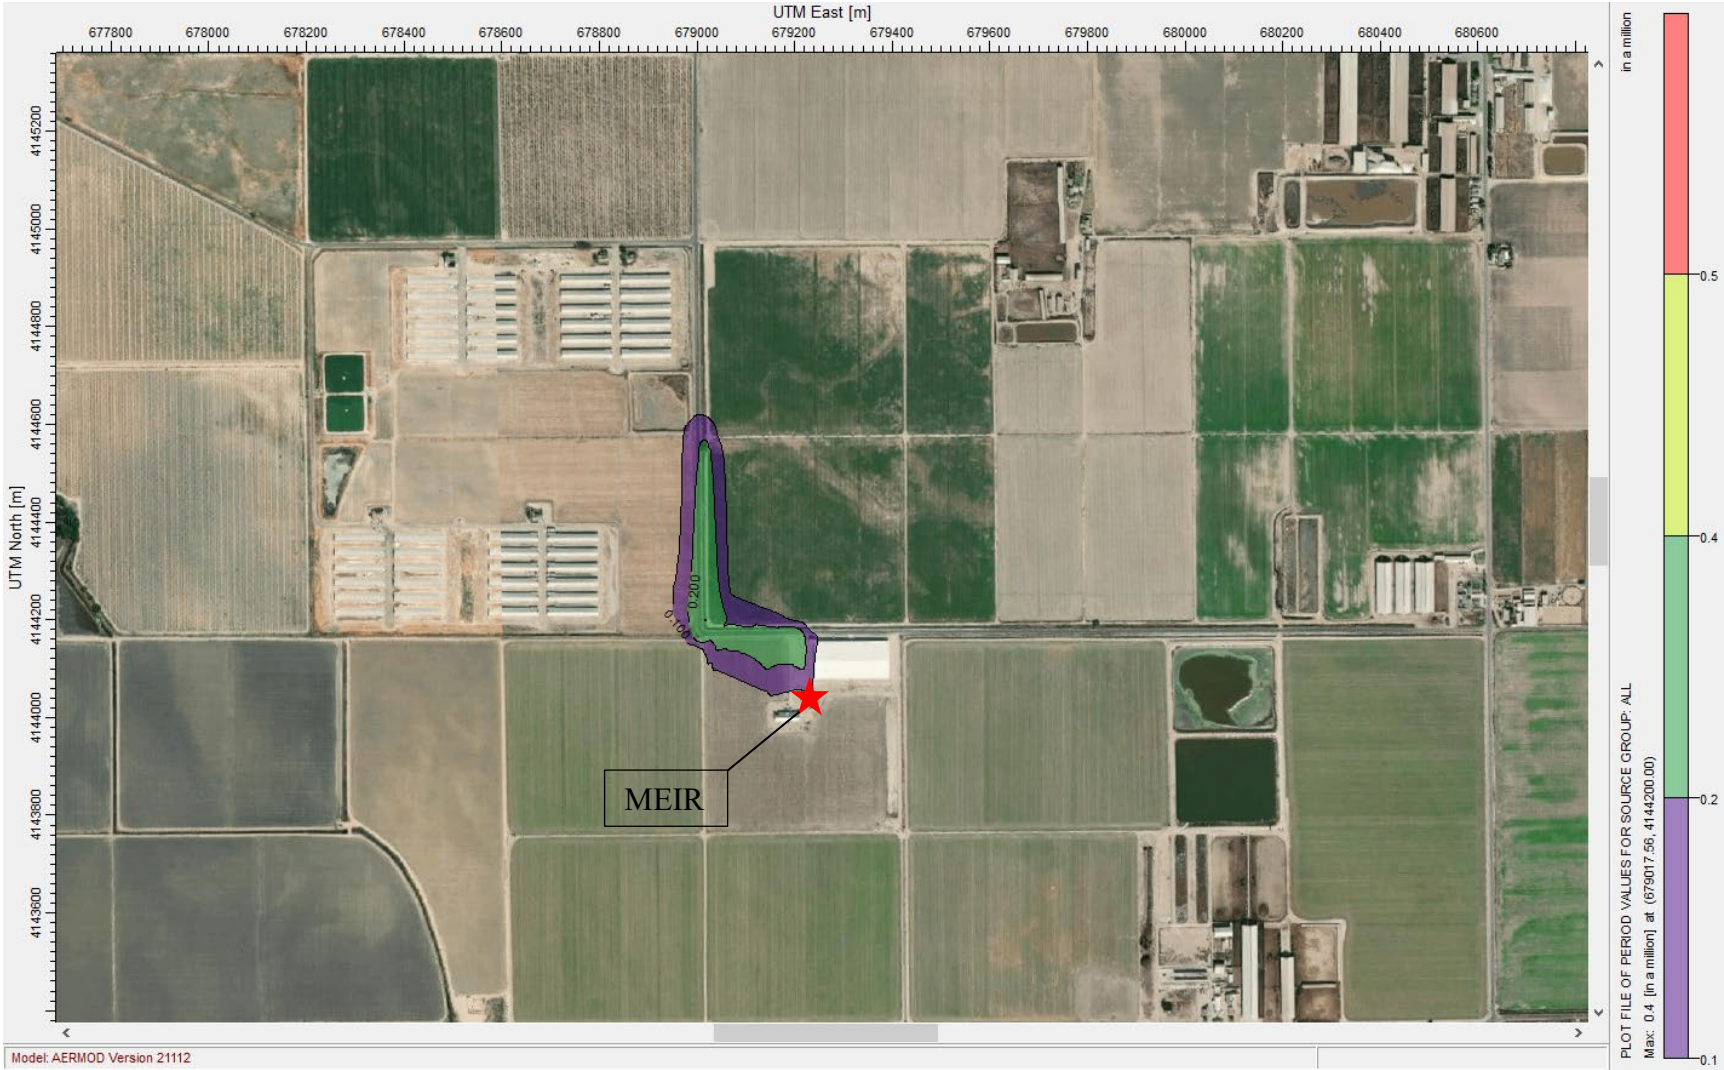 UTM East [m]
677800 678000 678200 678400 678600 678800 679000 679200 679400 679600 679800 680000 680200 680400 680600
UTM North [m]
4145200
4145000
4144800
4144600
4144400
4144200
4144000
4143800
4143600
0.200
0.100
MEIR
in a million
0.5
0.4
0.2
0.1
PLOT FILE OF PERIOD VALUES FOR SOURCE GROUP: ALL
Max: 0.4 [in a million] at (679017.56, 4144200.00)
Model: AERMOD Version 21112